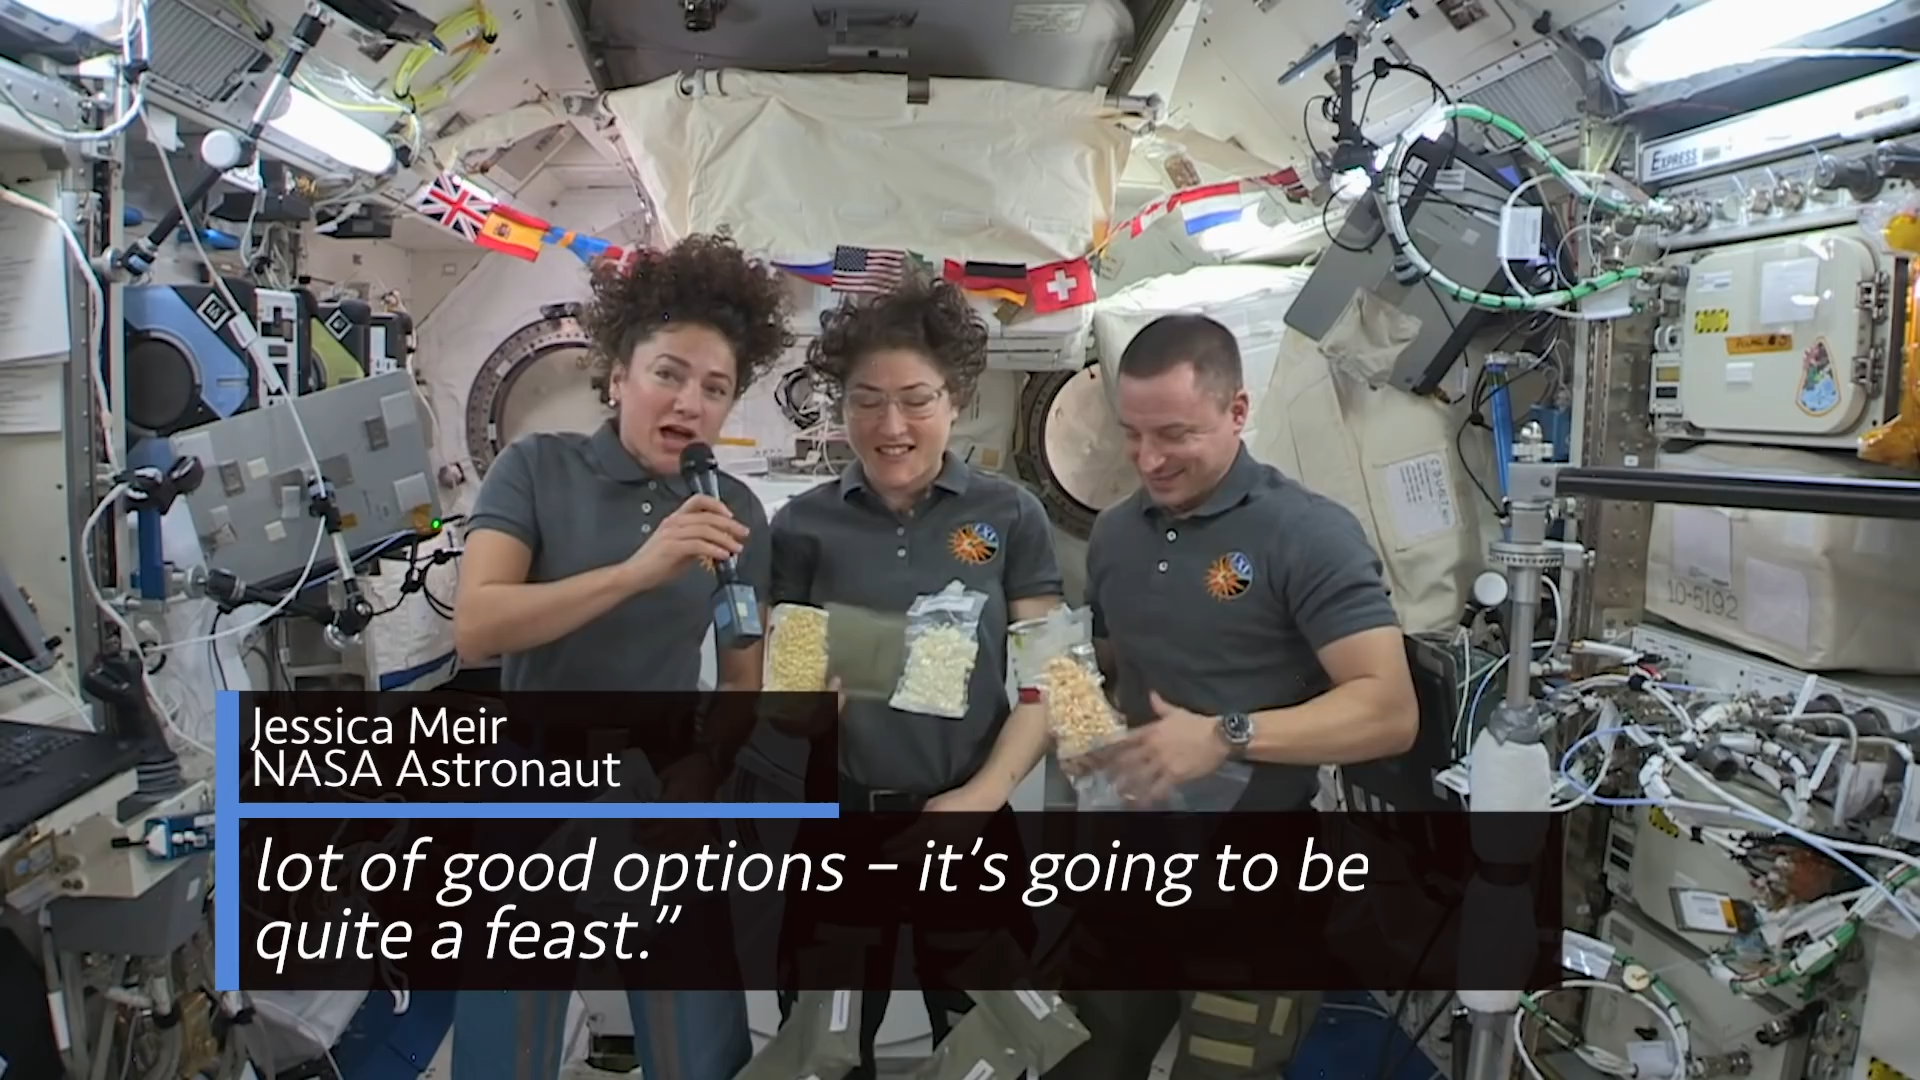 EXPRESS
10-5192
Jessica Meir
NASA Astronaut
lot of good options – it’s going to be
quite a feast.”